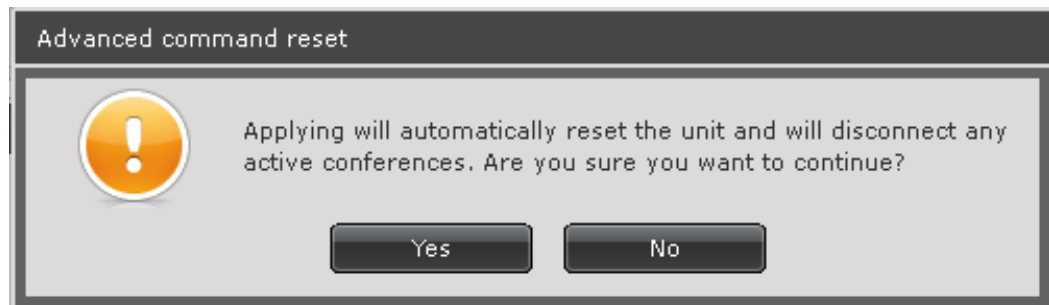 Advanced command reset
Applying will automatically reset the unit and will disconnect any
active conferences. Are you sure you want to continue?
Yes No